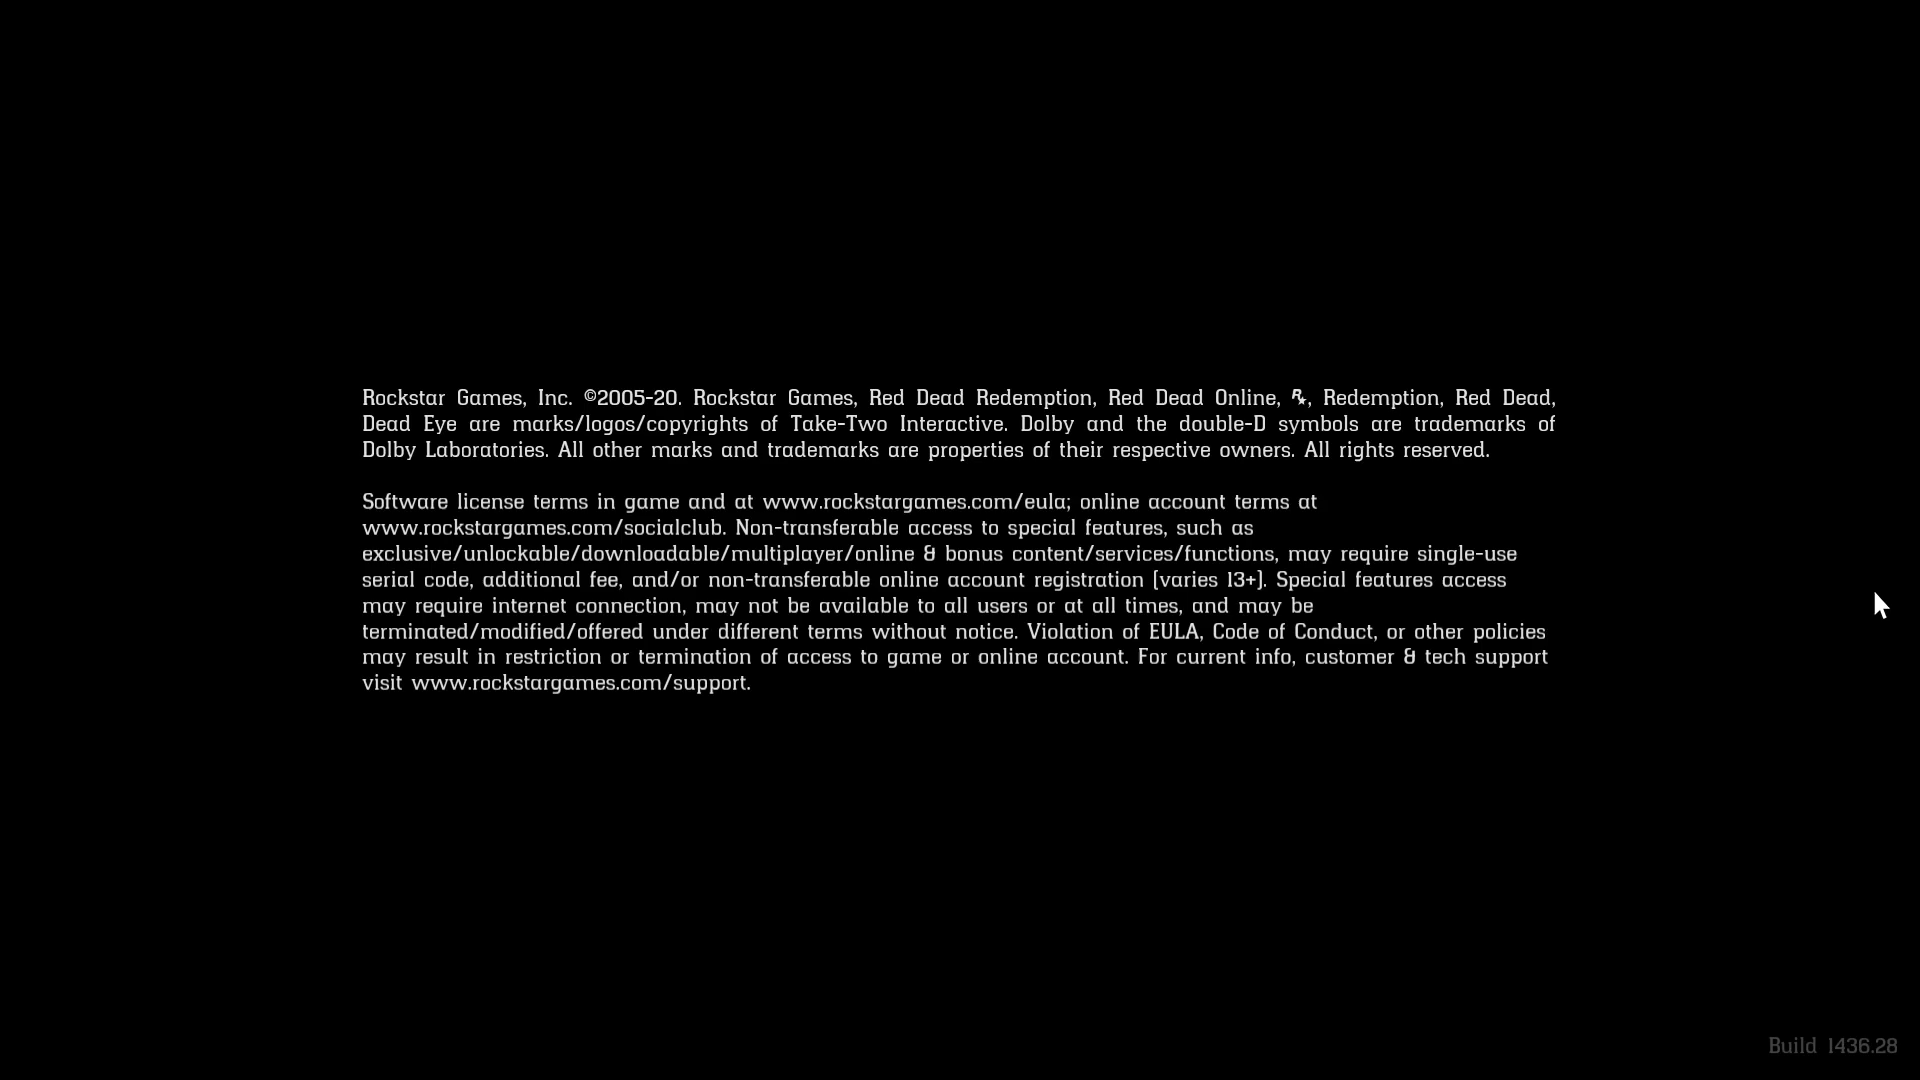 Rockstar Games, Inc. ©2005-20. Rockstar Games, Red Dead Redemption, Red Dead Online, R★, Redemption, Red Dead,
Dead Eye are marks/logos/copyrights of Take-Two Interactive. Dolby and the double-D symbols are trademarks of
Dolby Laboratories. All other marks and trademarks are properties of their respective owners. All rights reserved.
Software license terms in game and at www.rockstargames.com/eula; online account terms at
www.rockstargames.com/socialclub. Non-transferable access to special features, such as
exclusive/unlockable/downloadable/multiplayer/online & bonus content/services/functions, may require single-use
serial code, additional fee, and/or non-transferable online account registration (varies 13+). Special features access
may require internet connection, may not be available to all users or at all times, and may be
terminated/modified/offered under different terms without notice. Violation of EULA, Code of Conduct, or other policies
may result in restriction or termination of access to game or online account. For current info, customer & tech support
visit www.rockstargames.com/support.
Build 1436.28